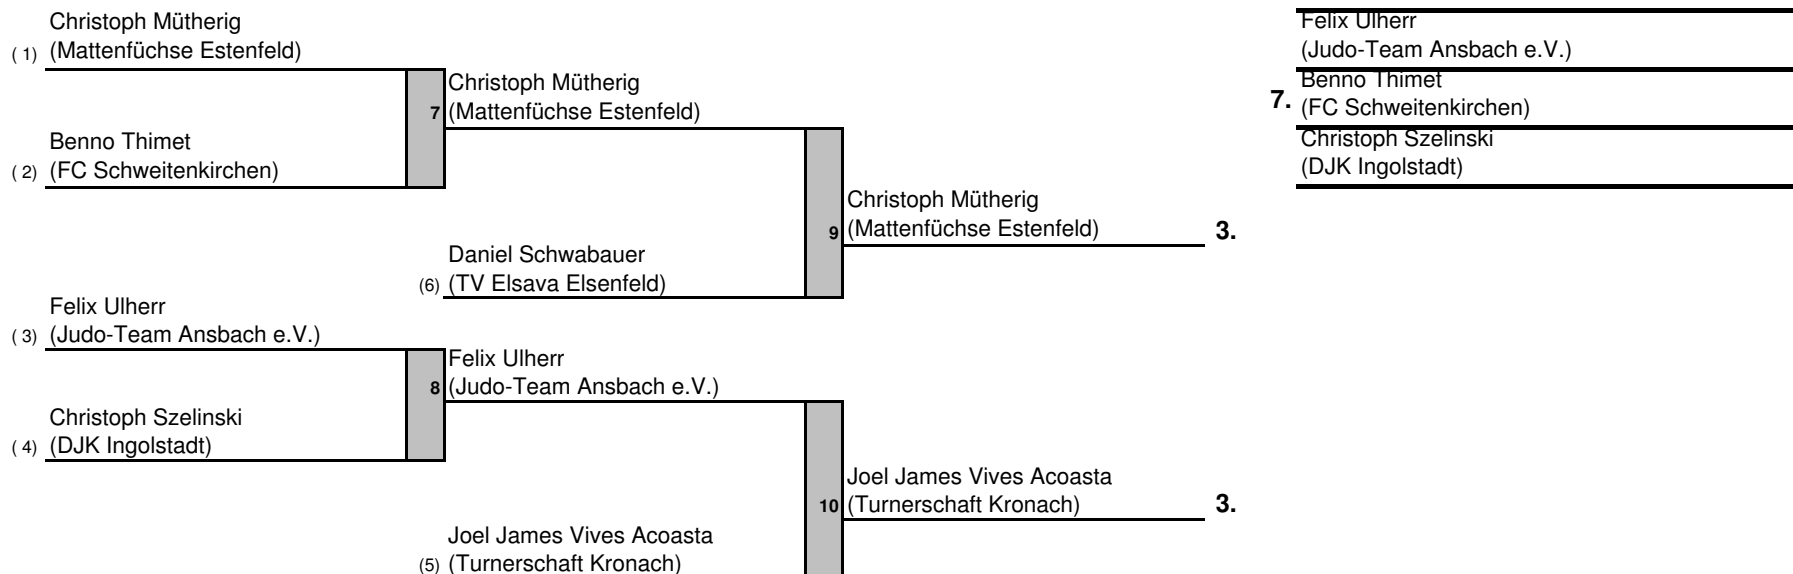 Christoph Mütherig
( 1) (Mattenfüchse Estenfeld)
Christoph Mütherig
7 (Mattenfüchse Estenfeld)
Benno Thimet
( 2) (FC Schweitenkirchen)
Christoph Mütherig
9 (Mattenfüchse Estenfeld) 3.
Daniel Schwabauer
(6) (TV Elsava Elsenfeld)
Felix Ulherr
( 3) (Judo-Team Ansbach e.V.)
Felix Ulherr
8 (Judo-Team Ansbach e.V.)
Christoph Szelinski
( 4) (DJK Ingolstadt)
Joel James Vives Acoasta
10 (Turnerschaft Kronach) 3.
Joel James Vives Acoasta
(5) (Turnerschaft Kronach)
Felix Ulherr
(Judo-Team Ansbach e.V.)
Benno Thimet
7. (FC Schweitenkirchen)
Christoph Szelinski
(DJK Ingolstadt)